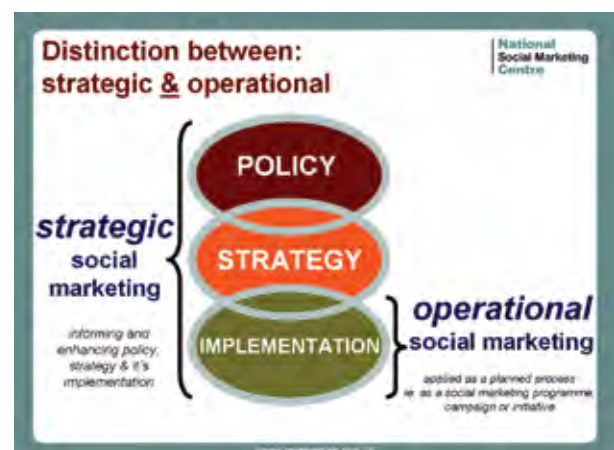 Distinction between:
strategic & operational
National
Social Marketing
Centre
POLICY
STRATEGY
IMPLEMENTATION
strategic
social
marketing
informing and
enhancing policy,
strategy & it's
implementation
operational
social marketing
applied as a planned process
ie. as a social marketing programme,
campaign or initiative